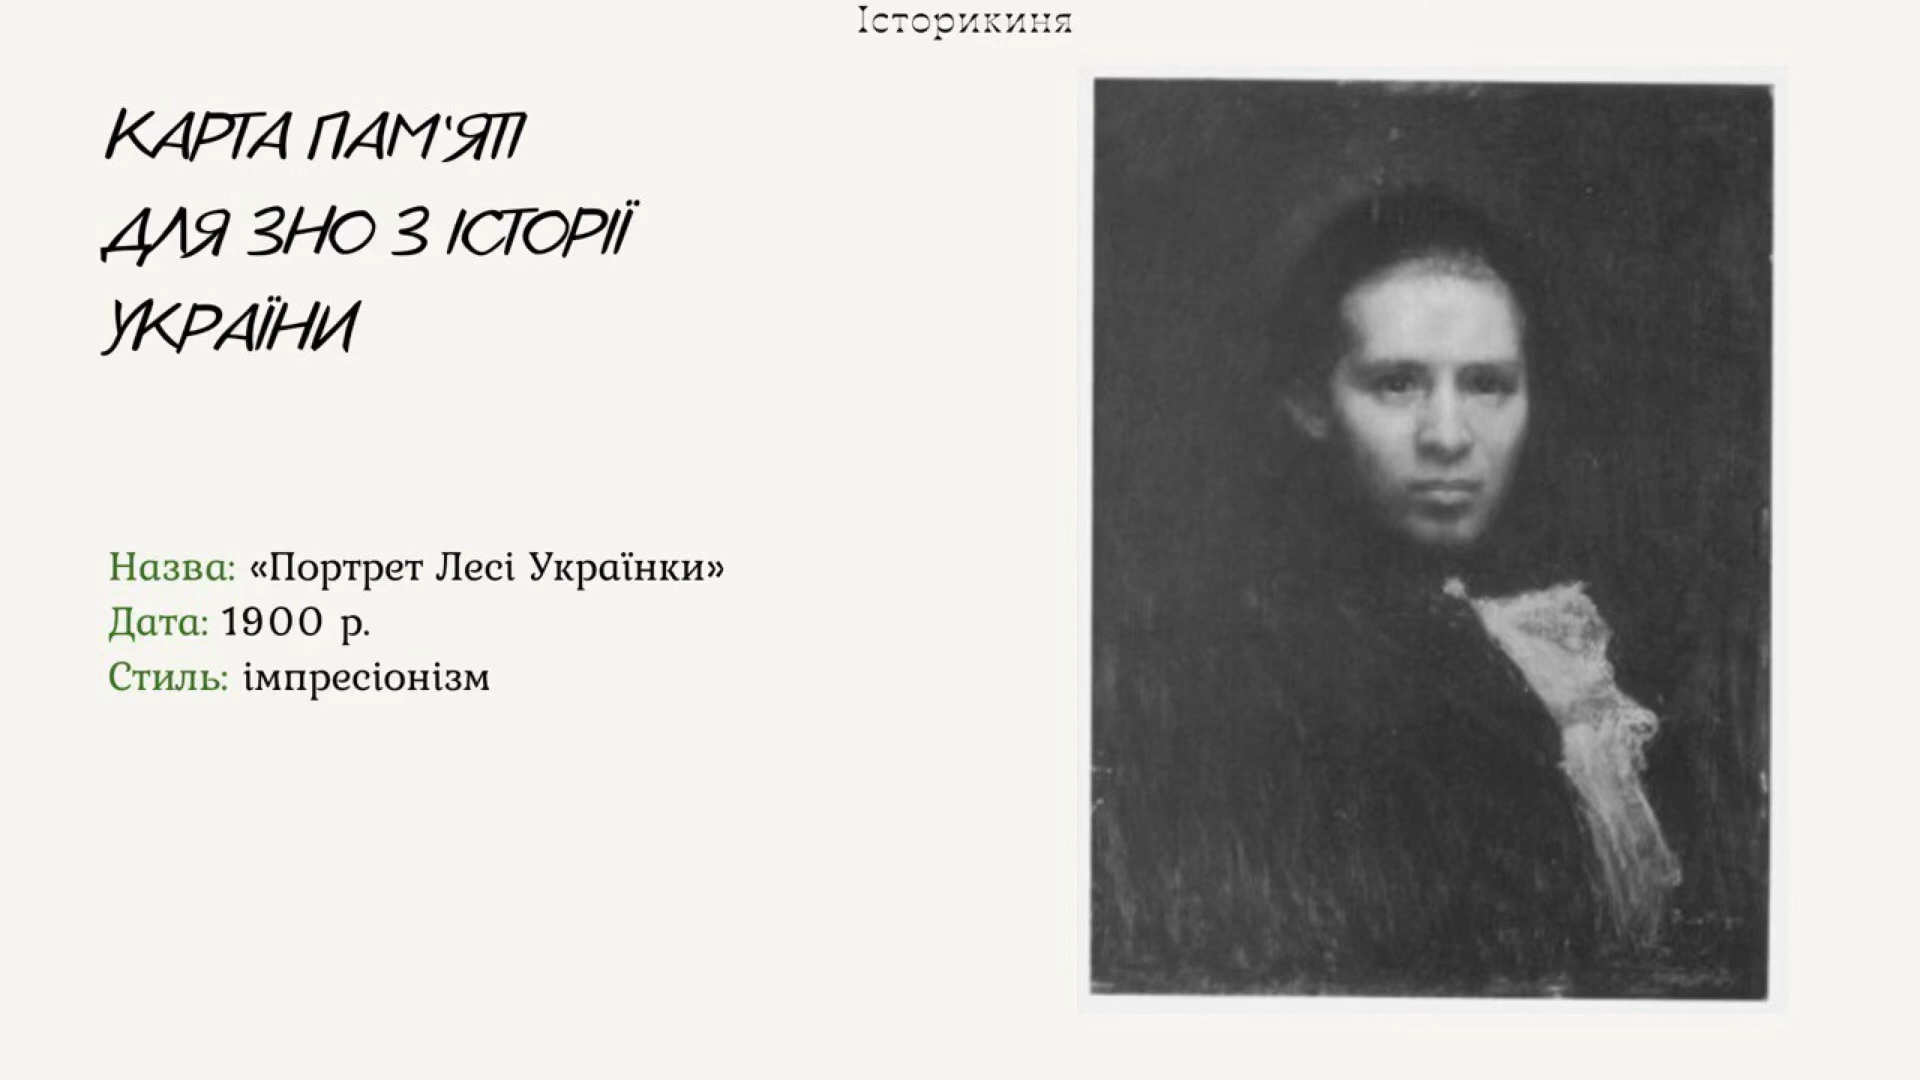 Історикиня
КАРТА ПАМ'ЯТІ
ДЛЯ ЗНО З ІСТОРІЇ
УКРАЇНИ
Назва: «Портрет Лесі Українки»
Дата: 1900 р.
Стиль: імпресіонізм